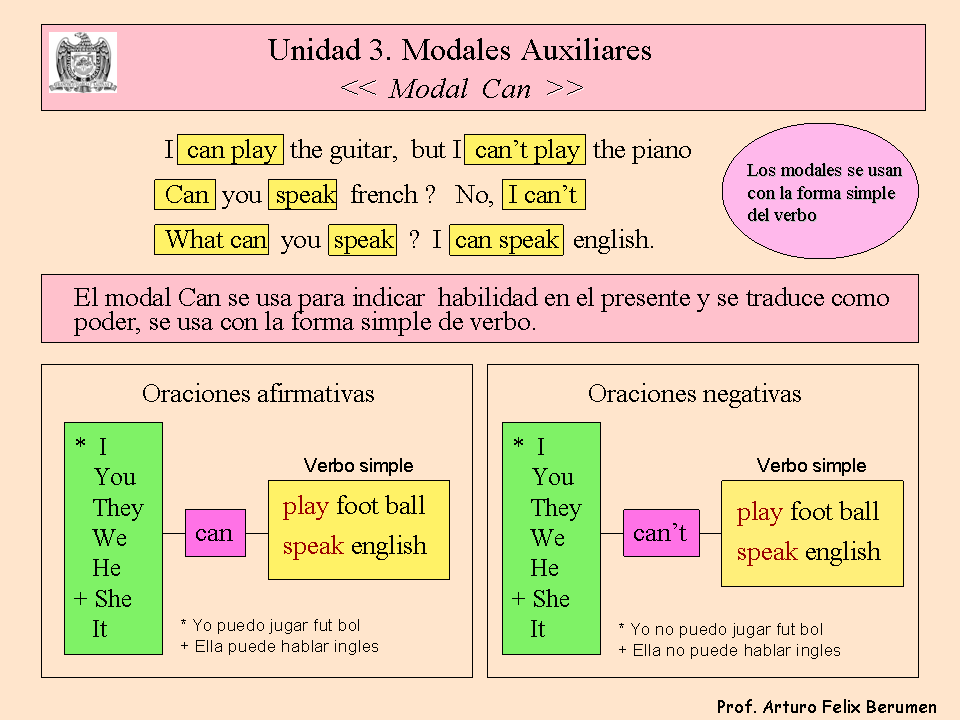 Unidad 3. Modales Auxiliares
<< Modal Can >>
I can play the guitar, but I can't play the piano
Can you speak french ? No, I can't
What can you speak ? I can speak english.
Los modales se usan
con la forma simple
del verbo
El modal Can se usa para indicar habilidad en el presente y se traduce como
poder, se usa con la forma simple de verbo.
Oraciones afirmativas
* I
You
They
We
He
+ She
It
can
Verbo simple
play foot ball
speak english
* Yo puedo jugar fut bol
+ Ella puede hablar ingles
Oraciones negativas
* I
You
They
We
He
+ She
It
can't
Verbo simple
play foot ball
speak english
* Yo no puedo jugar fut bol
+ Ella no puede hablar ingles
Prof. Arturo Felix Berumen